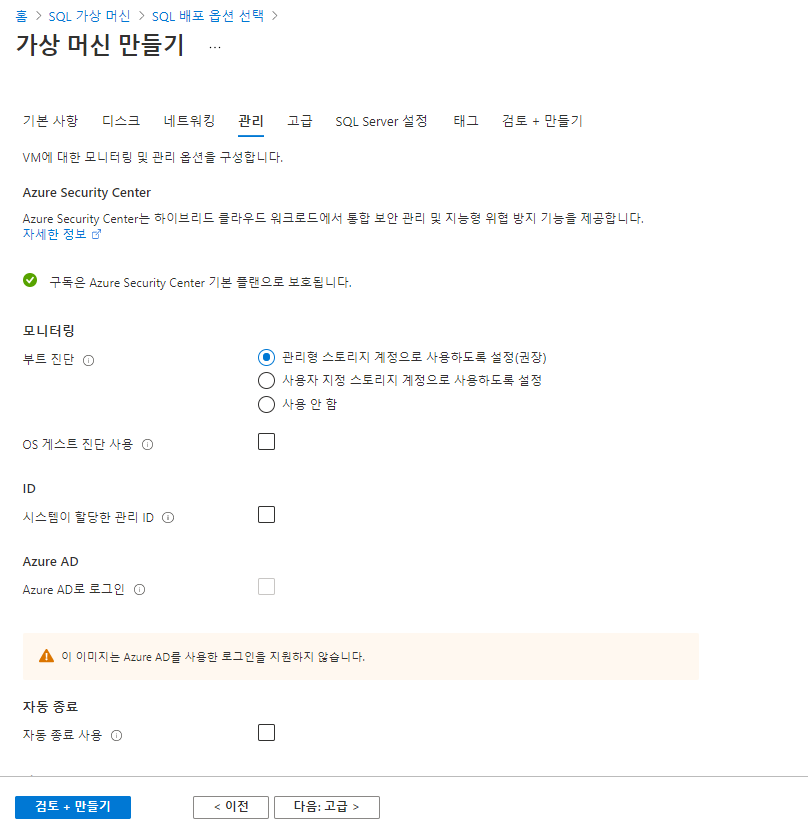 홈 > SQL 가상 머신 > SQL 배포 옵션 선택 >
가상 머신 만들기 ...
기본 사항 디스크 네트워킹 관리 고급 SQL Server 설정 태그 검토 + 만들기
VM에 대한 모니터링 및 관리 옵션을 구성합니다.
Azure Security Center
Azure Security Center는 하이브리드 클라우드 워크로드에서 통합 보안 관리 및 지능형 위협 방지 기능을 제공합니다.
자세한 정보
구독은 Azure Security Center 기본 플랜으로 보호됩니다.
모니터링
부트 진단 관리형 스토리지 계정으로 사용하도록 설정(권장)
사용자 지정 스토리지 계정으로 사용하도록 설정
사용 안 함
OS 게스트 진단 사용
ID
시스템이 할당한 관리 ID
Azure AD
Azure AD로 로그인
이 이미지는 Azure AD를 사용한 로그인을 지원하지 않습니다.
자동 종료
자동 종료 사용
검토 + 만들기 < 이전 다음: 고급 >